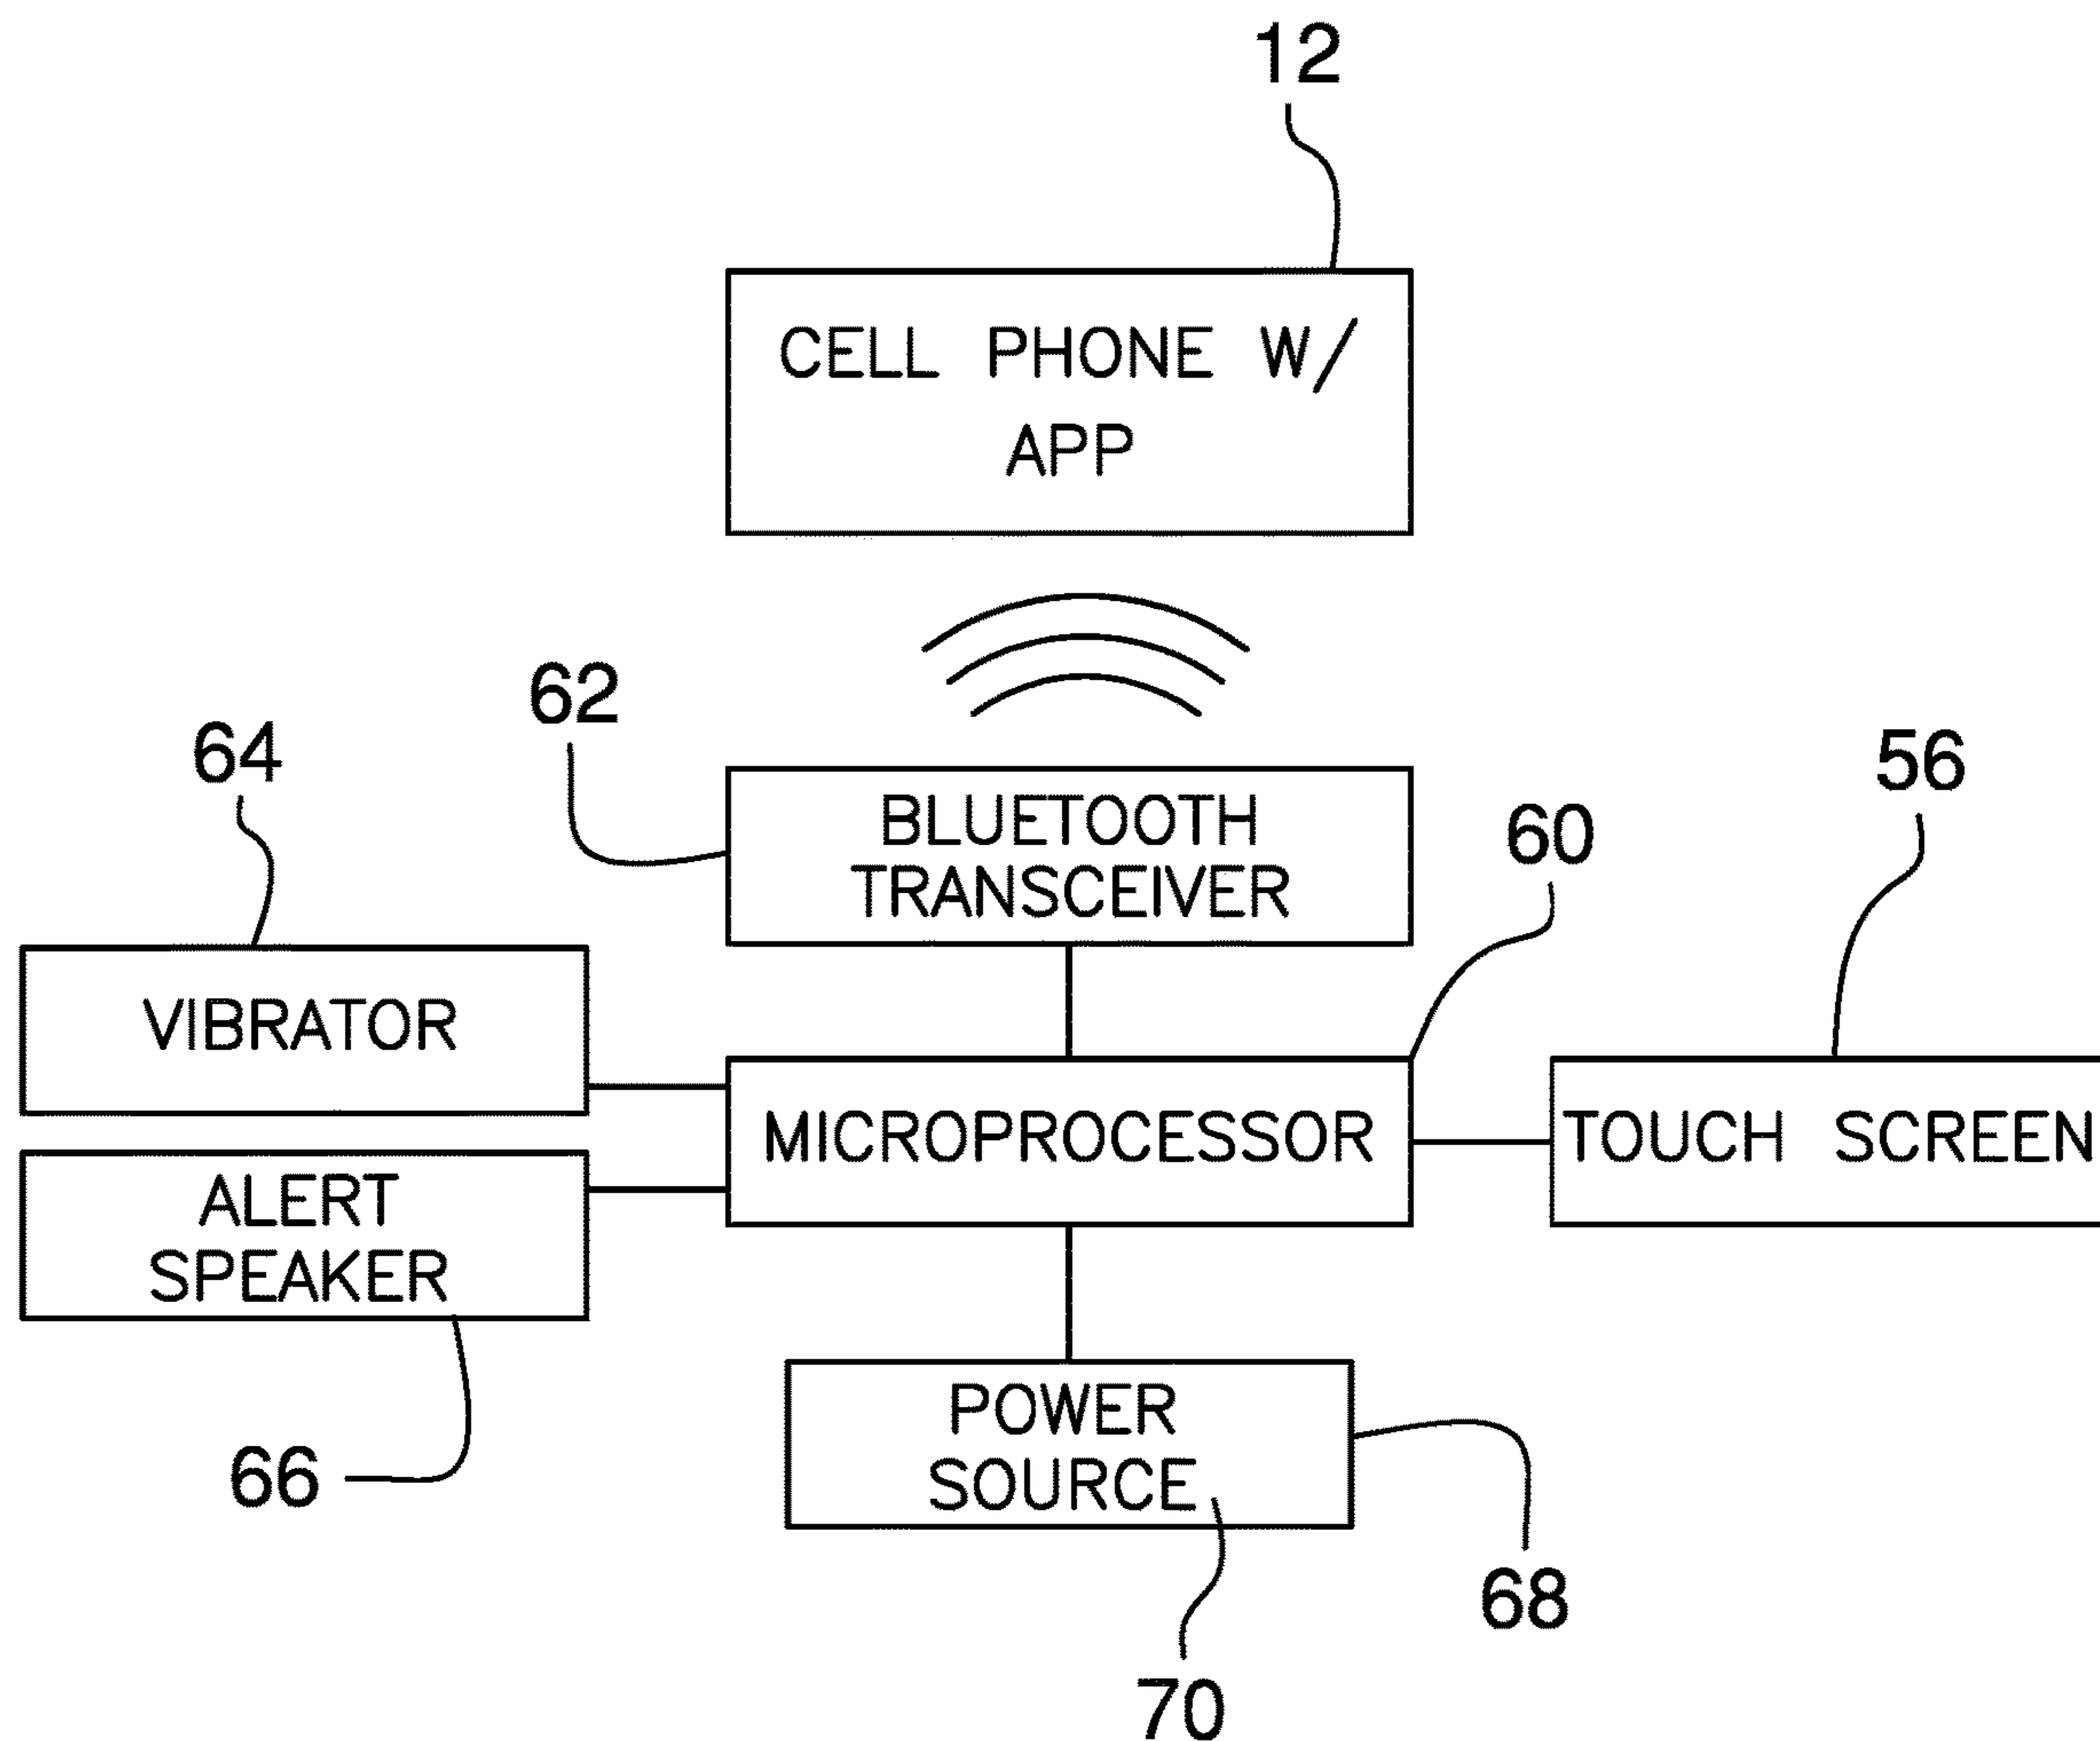 12
CELL PHONE W/
APP
62
64
56
BLUETOOTH
TRANSCEIVER
60
VIBRATOR
MICROPROCESSOR
TOUCH SCREEN
ALERT
SPEAKER
POWER
SOURCE
66
68
70